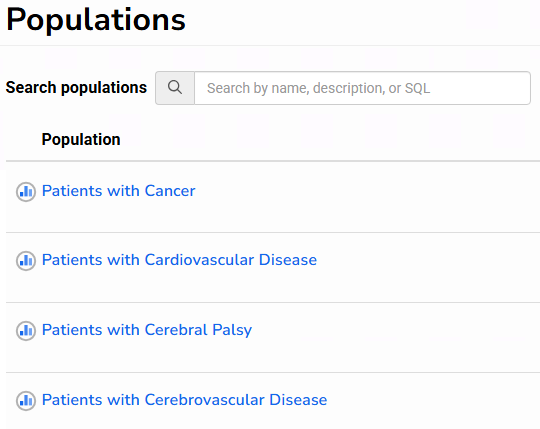 Populations
Search populations
Search by name, description, or SQL
Population
Patients with Cancer
Patients with Cardiovascular Disease
Patients with Cerebral Palsy
Patients with Cerebrovascular Disease